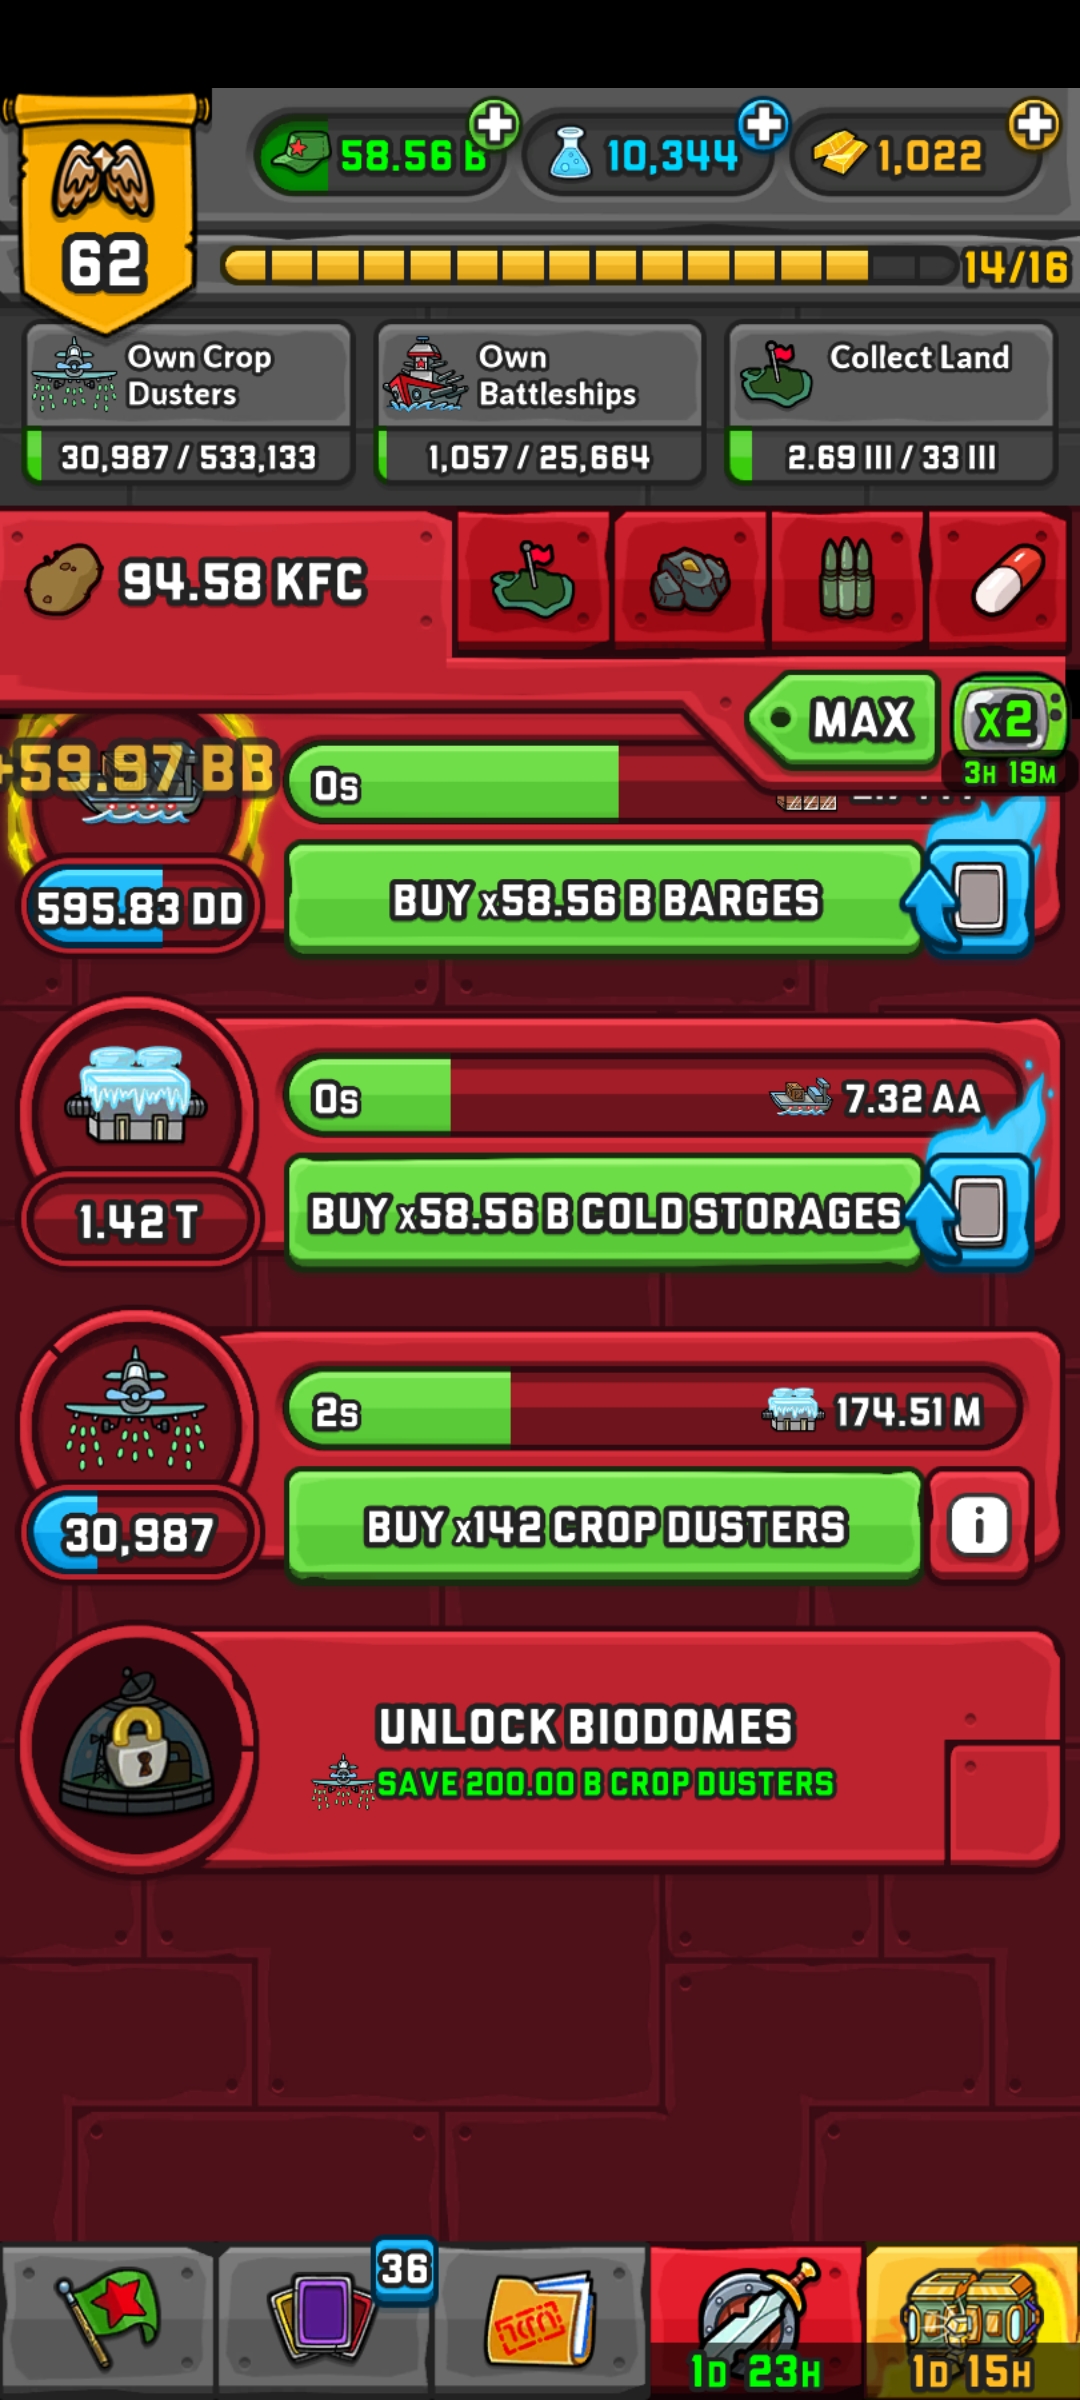 58.56 B
10,344
1,022
62
14/16
Own Crop
Dusters
30,987 / 533,133
Own
Battleships
1,057 / 25,664
Collect Land
2.69 III / 33 III
94.58 KFC
MAX
x2
3H 19M
+59.97 BB
0s
595.83 DD
BUY x58.56 B BARGES
0s
7.32 AA
1.42 T
BUY x58.56 B COLD STORAGES
2s
174.51 M
30,987
BUY x142 CROP DUSTERS
i
UNLOCK BIODOMES
SAVE 200.00 B CROP DUSTERS
36
1D 23H
1D 15H